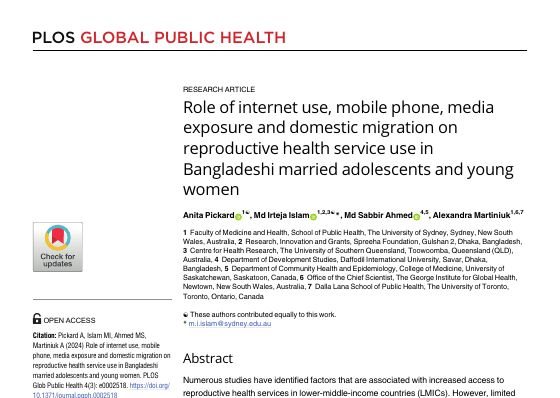 PLOS GLOBAL PUBLIC HEALTH
RESEARCH ARTICLE
Role of internet use, mobile phone, media
exposure and domestic migration on
reproductive health service use in
Bangladeshi married adolescents and young
women
Anita Pickard 1☯, Md Irteja Islam 1,2,3☯*, Md Sabbir Ahmed 4,5, Alexandra Martiniuk 1,6,7
1 Faculty of Medicine and Health, School of Public Health, The University of Sydney, Sydney, New South
Wales, Australia, 2 Research, Innovation and Grants, Spreeha Foundation, Gulshan 2, Dhaka, Bangladesh,
3 Centre for Health Research, The University of Southern Queensland, Toowoomba, Queensland (QLD),
Australia, 4 Department of Development Studies, Daffodil International University, Savar, Dhaka,
Bangladesh, 5 Department of Community Health and Epidemiology, College of Medicine, University of
Saskatchewan, Saskatoon, Canada, 6 Office of the Chief Scientist, The George Institute for Global Health,
Newtown, New South Wales, Australia, 7 Dalla Lana School of Public Health, The University of Toronto,
Toronto, Ontario, Canada
☯ These authors contributed equally to this work.
* m.i.islam@sydney.edu.au
Abstract
Numerous studies have identified factors that are associated with increased access to
reproductive health services in lower-middle-income countries (LMICs). However, limited
Check for
updates
OPEN ACCESS
Citation: Pickard A, Islam MI, Ahmed MS,
Martiniuk A (2024) Role of internet use, mobile
phone, media exposure and domestic migration on
reproductive health service use in Bangladeshi
married adolescents and young women. PLOS
Glob Public Health 4(3): e0002518. https://doi.org/
10.1371/journal.pgph.0002518